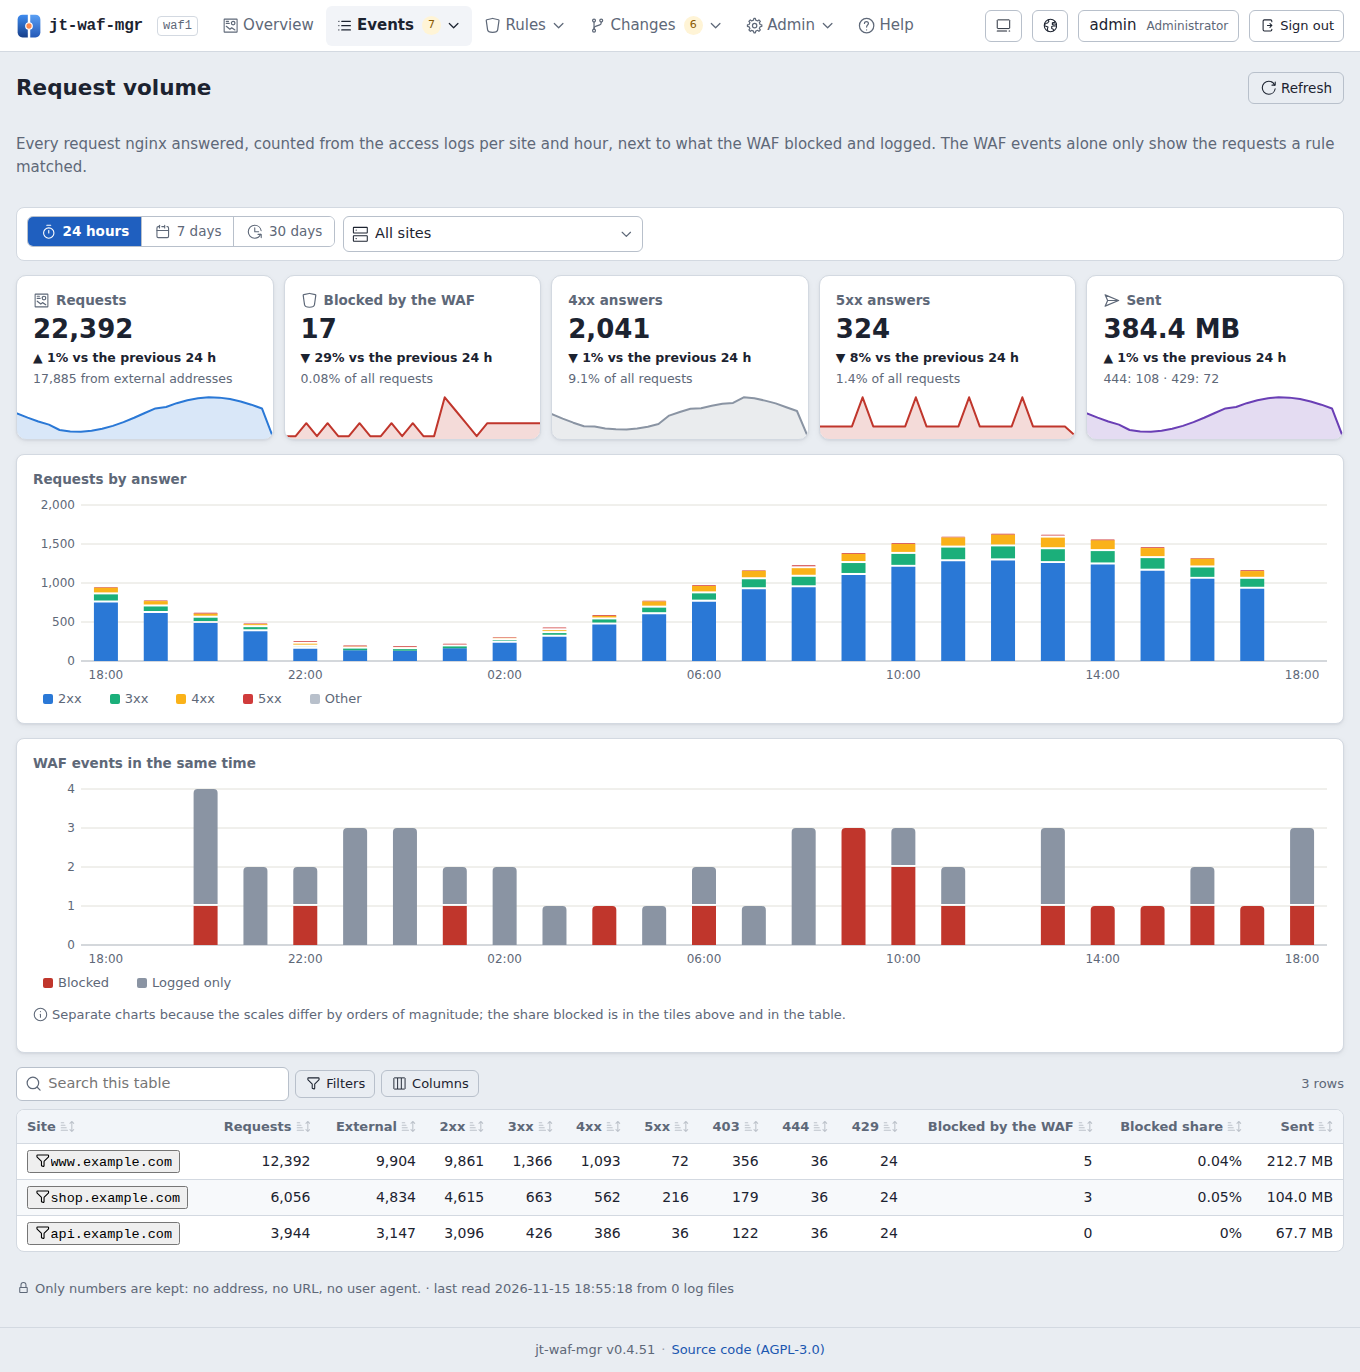 jt-waf-mgr waf1 Overview Events 7 Rules Changes 6 Admin Help admin Administrator Sign out
Request volume
Refresh
Every request nginx answered, counted from the access logs per site and hour, next to what the WAF blocked and logged. The WAF events alone only show the requests a rule
matched.
24 hours 7 days 30 days All sites
Requests
22,392
▲ 1% vs the previous 24 h
17,885 from external addresses
Blocked by the WAF
17
▼ 29% vs the previous 24 h
0.08% of all requests
4xx answers
2,041
▼ 1% vs the previous 24 h
9.1% of all requests
5xx answers
324
▼ 8% vs the previous 24 h
1.4% of all requests
Sent
384.4 MB
▲ 1% vs the previous 24 h
444: 108 · 429: 72
Requests by answer
2,000
1,500
1,000
500
0
18:00 22:00 02:00 06:00 10:00 14:00 18:00
2xx 3xx 4xx 5xx Other
WAF events in the same time
4
3
2
1
0
18:00 22:00 02:00 06:00 10:00 14:00 18:00
Blocked Logged only
Separate charts because the scales differ by orders of magnitude; the share blocked is in the tiles above and in the table.
Search this table Filters Columns 3 rows
Site Requests External 2xx 3xx 4xx 5xx 403 444 429 Blocked by the WAF Blocked share Sent
www.example.com 12,392 9,904 9,861 1,366 1,093 72 356 36 24 5 0.04% 212.7 MB
shop.example.com 6,056 4,834 4,615 663 562 216 179 36 24 3 0.05% 104.0 MB
api.example.com 3,944 3,147 3,096 426 386 36 122 36 24 0 0% 67.7 MB
Only numbers are kept: no address, no URL, no user agent. · last read 2026-11-15 18:55:18 from 0 log files
jt-waf-mgr v0.4.51 · Source code (AGPL-3.0)